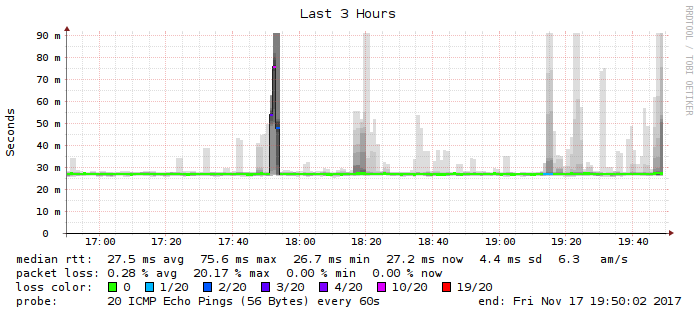 Last 3 Hours
RRDTOOL / TOBI OETIKER
Seconds
90 m
80 m
70 m
60 m
50 m
40 m
30 m
20 m
10 m
0
17:00 17:20 17:40 18:00 18:20 18:40 19:00 19:20 19:40
median rtt: 27.5 ms avg 75.6 ms max 26.7 ms min 27.2 ms now 4.4 ms sd 6.3 am/s
packet loss: 0.28 % avg 20.17 % max 0.00 % min 0.00 % now
loss color: 0 1/20 2/20 3/20 4/20 10/20 19/20
probe: 20 ICMP Echo Pings (56 Bytes) every 60s end: Fri Nov 17 19:50:02 2017